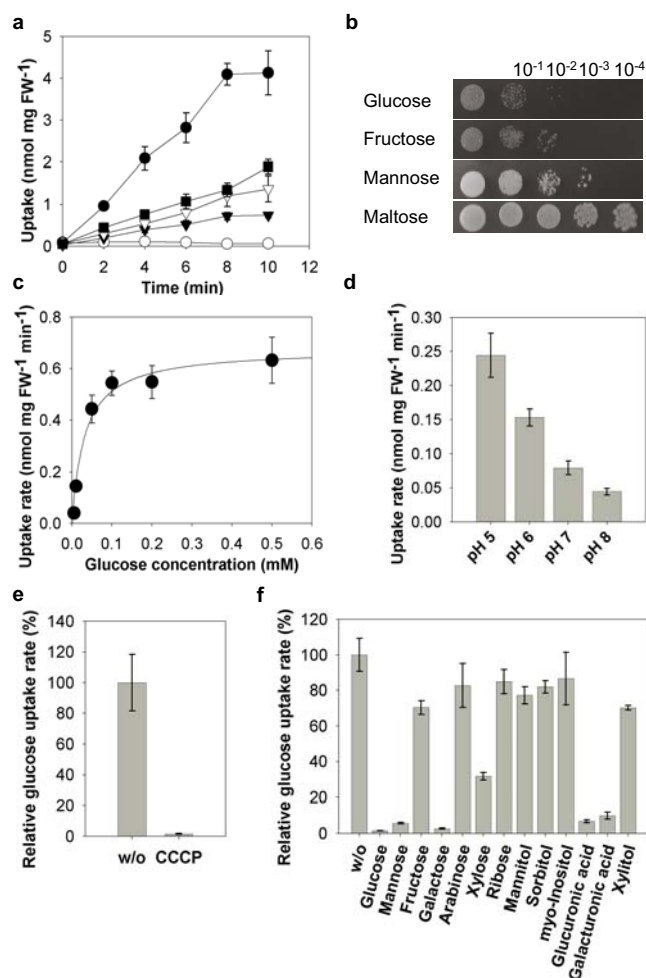 a
Uptake (nmol mg FW⁻¹)
5
4
3
2
1
0
0 2 4 6 8 10 12
Time (min)
b
10⁻¹ 10⁻² 10⁻³ 10⁻⁴
Glucose
Fructose
Mannose
Maltose
c
Uptake rate (nmol mg FW⁻¹ min⁻¹)
0.8
0.6
0.4
0.2
0.0
0.0 0.1 0.2 0.3 0.4 0.5 0.6
Glucose concentration (mM)
d
Uptake rate (nmol mg FW⁻¹ min⁻¹)
0.30
0.25
0.20
0.15
0.10
0.05
0.00
pH 5 pH 6 pH 7 pH 8
e
Relative glucose uptake rate (%)
140
120
100
80
60
40
20
0
w/o CCCP
f
Relative glucose uptake rate (%)
120
100
80
60
40
20
0
w/o
Glucose
Mannose
Fructose
Galactose
Arabinose
Xylose
Ribose
Mannitol
Sorbitol
myo-Inositol
Glucuronic acid
Galacturonic acid
Xylitol